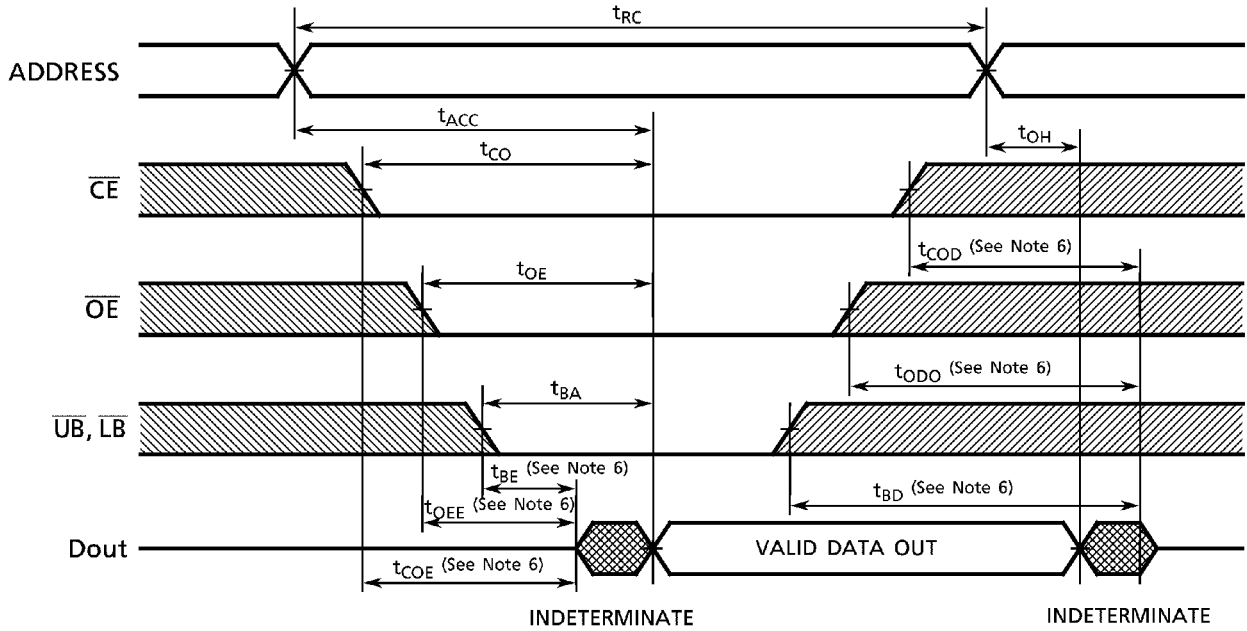 tRC
ADDRESS
tACC
tOH
tCO
CE
tCOD (See Note 6)
tOE
OE
tODO (See Note 6)
tBA
UB, LB
tBE (See Note 6)
tBD (See Note 6)
tOEE (See Note 6)
Dout
VALID DATA OUT
tCOE (See Note 6)
INDETERMINATE
INDETERMINATE